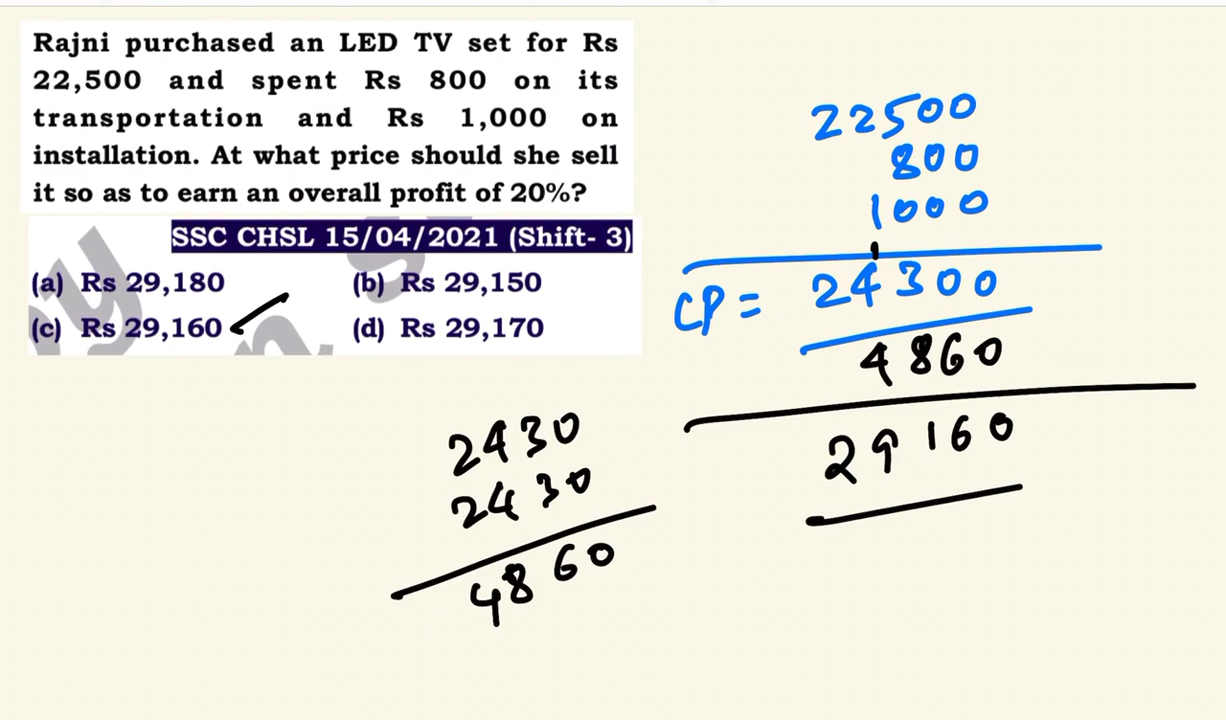 Rajni purchased an LED TV set for Rs
22,500 and spent Rs 800 on its
transportation and Rs 1,000 on
installation. At what price should she sell
it so as to earn an overall profit of 20%?
SSC CHSL 15/04/2021 (Shift- 3)
(a) Rs 29,180 (b) Rs 29,150
(c) Rs 29,160 (d) Rs 29,170
22500
800
1000
1
CP = 24300
4860
29160
2430
2430
4860